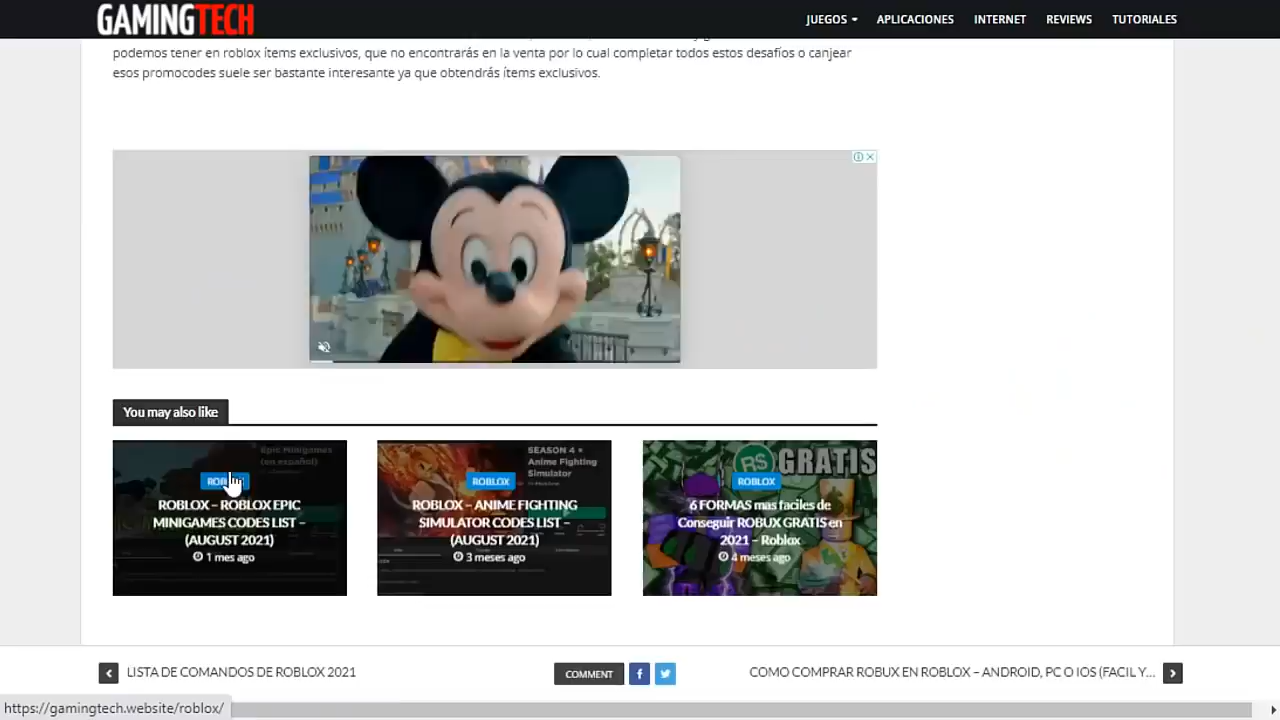 GAMINGTECH
JUEGOS
APLICACIONES
INTERNET
REVIEWS
TUTORIALES
podemos tener en roblox ítems exclusivos, que no encontrarás en la venta por lo cual completar todos estos desafíos o canjear
esos promocodes suele ser bastante interesante ya que obtendrás ítems exclusivos.
You may also like
Epic Minigames
(en español)
ROBLOX – ROBLOX EPIC
MINIGAMES CODES LIST –
(AUGUST 2021)
1 mes ago
SEASON 4
Anime Fighting
Simulator
ROBLOX
ROBLOX – ANIME FIGHTING
SIMULATOR CODES LIST –
(AUGUST 2021)
3 meses ago
RS GRATIS
ROBLOX
6 FORMAS mas faciles de
Conseguir ROBUX GRATIS en
2021 – Roblox
4 meses ago
LISTA DE COMANDOS DE ROBLOX 2021
COMMENT
COMO COMPRAR ROBUX EN ROBLOX – ANDROID, PC O IOS (FACIL Y...
https://gamingtech.website/roblox/